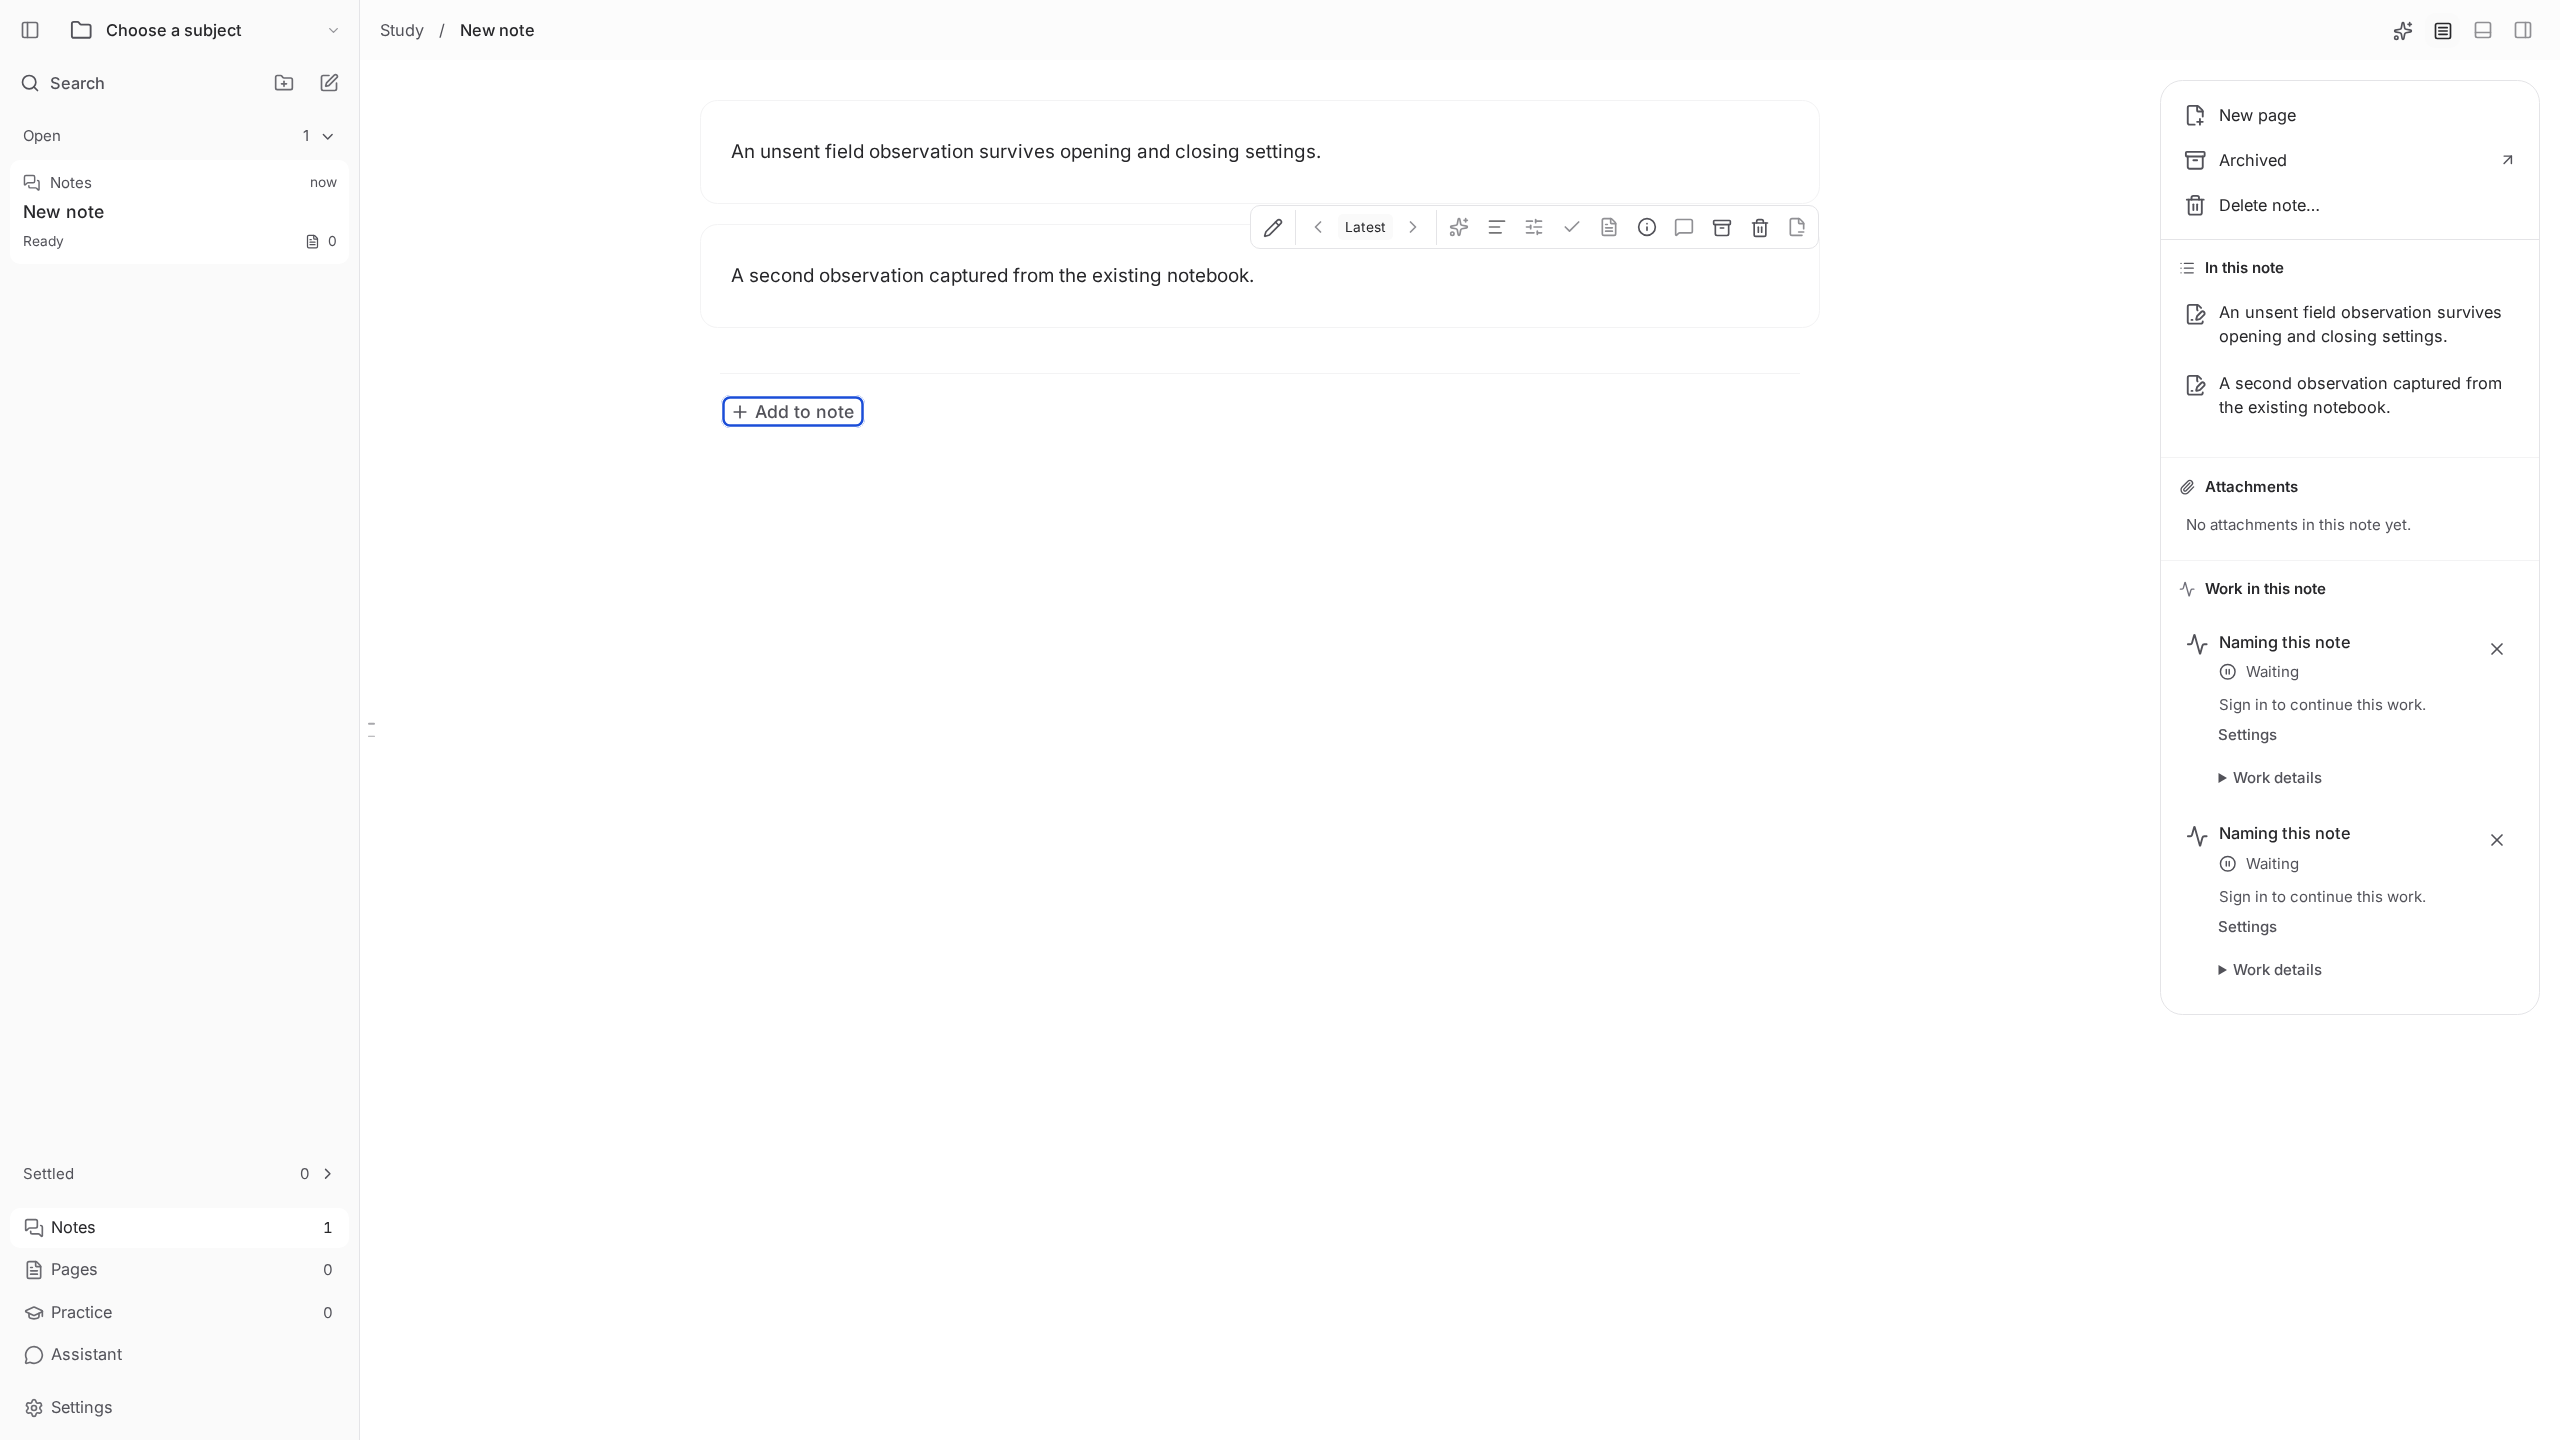 Choose a subject
Study / New note
Search
Open 1
Notes now
New note
Ready 0
Settled 0
Notes 1
Pages 0
Practice 0
Assistant
Settings
An unsent field observation survives opening and closing settings.
Latest
A second observation captured from the existing notebook.
Add to note
New page
Archived
Delete note...
In this note
An unsent field observation survives
opening and closing settings.
A second observation captured from
the existing notebook.
Attachments
No attachments in this note yet.
Work in this note
Naming this note
Waiting
Sign in to continue this work.
Settings
Work details
Naming this note
Waiting
Sign in to continue this work.
Settings
Work details